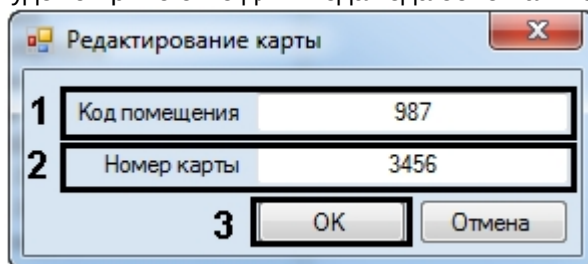 Редактирование карты
1 Код помещения 987
2 Номер карты 3456
3 OK Отмена